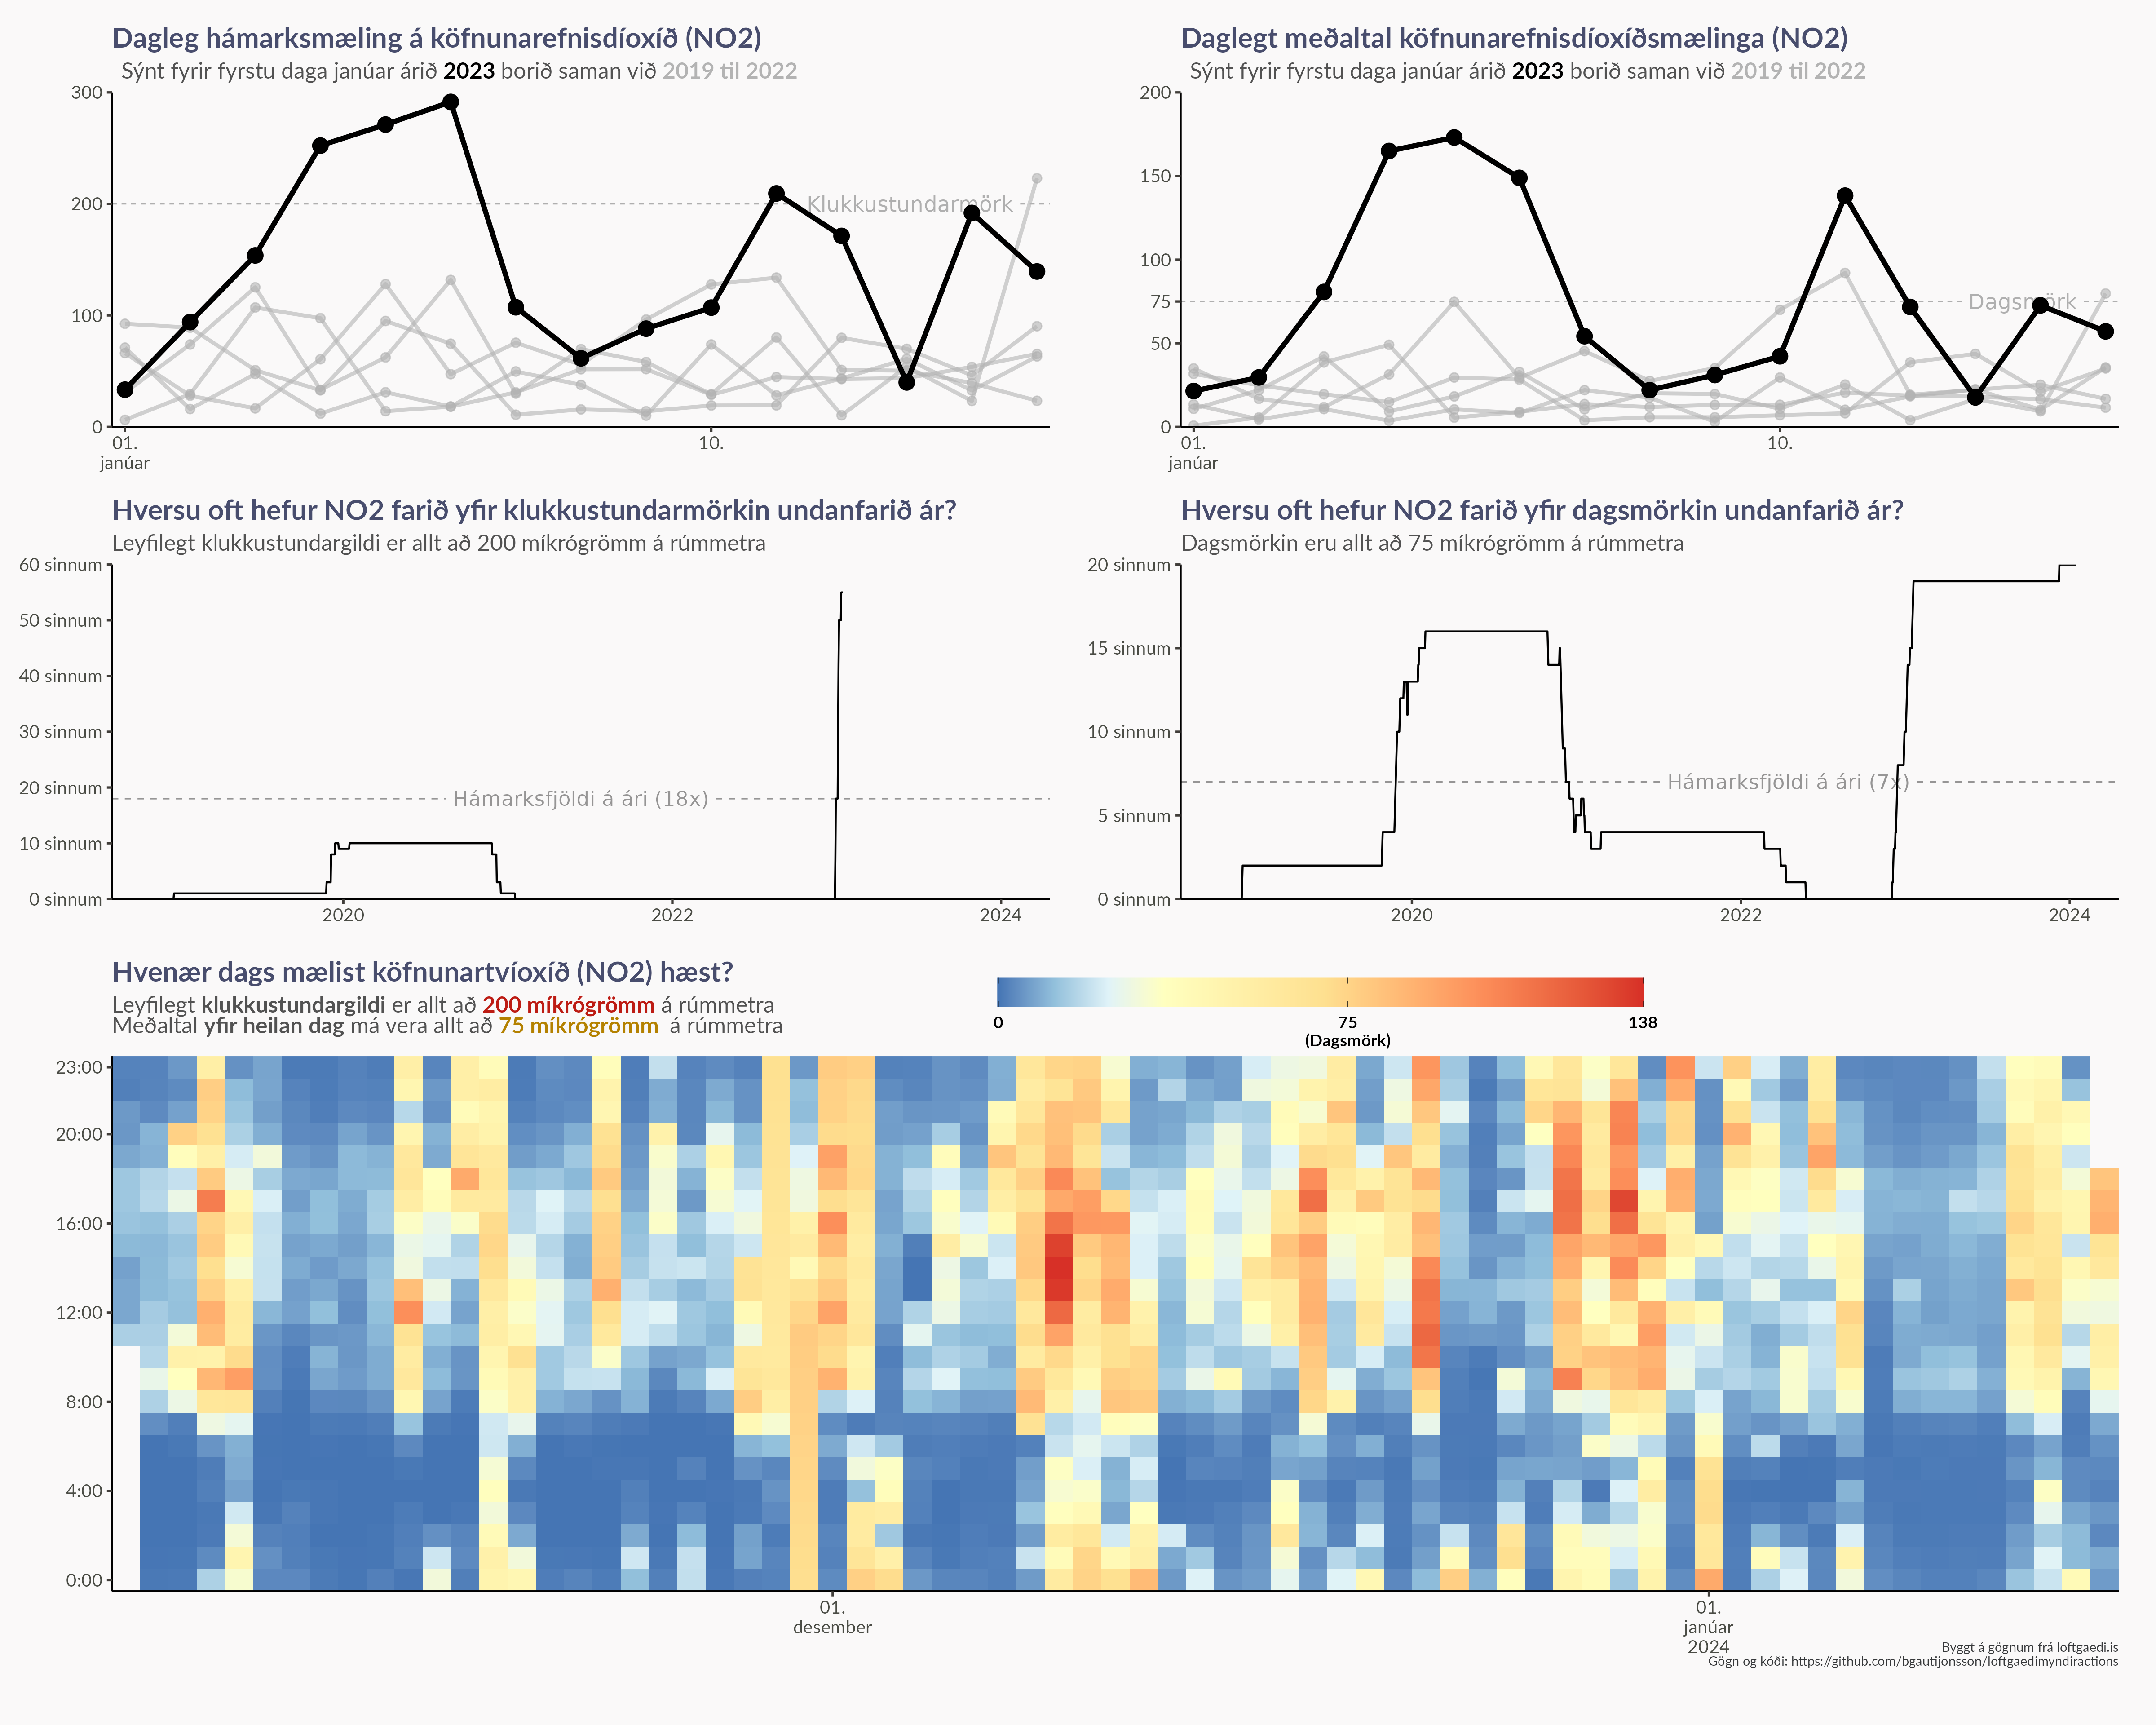 Dagleg hámarksmæling á köfnunarefnisdíoxíð (NO2)
Sýnt fyrir fyrstu daga janúar árið 2023 borið saman við 2019 til 2022
300
200
100
0
Klukkustundarmörk
01.
janúar
10.
Daglegt meðaltal köfnunarefnisdíoxíðsmælinga (NO2)
Sýnt fyrir fyrstu daga janúar árið 2023 borið saman við 2019 til 2022
200
150
100
75
50
0
Dagsmörk
01.
janúar
10.
Hversu oft hefur NO2 farið yfir klukkustundarmörkin undanfarið ár?
Leyfilegt klukkustundargildi er allt að 200 míkrógrömm á rúmmetra
60 sinnum
50 sinnum
40 sinnum
30 sinnum
20 sinnum
10 sinnum
0 sinnum
Hámarksfjöldi á ári (18x)
2020
2022
2024
Hversu oft hefur NO2 farið yfir dagsmörkin undanfarið ár?
Dagsmörkin eru allt að 75 míkrógrömm á rúmmetra
20 sinnum
15 sinnum
10 sinnum
5 sinnum
0 sinnum
Hámarksfjöldi á ári (7x)
2020
2022
2024
Hvenær dags mælist köfnunartvíoxíð (NO2) hæst?
Leyfilegt klukkustundargildi er allt að 200 míkrógrömm á rúmmetra
Meðaltal yfir heilan dag má vera allt að 75 míkrógrömm á rúmmetra
0
75
(Dagsmörk)
138
23:00
20:00
16:00
12:00
8:00
4:00
0:00
01.
desember
01.
janúar
2024
Byggt á gögnum frá loftgaedi.is
Gögn og kóði: https://github.com/bgautijonsson/loftgaedimyndiractions